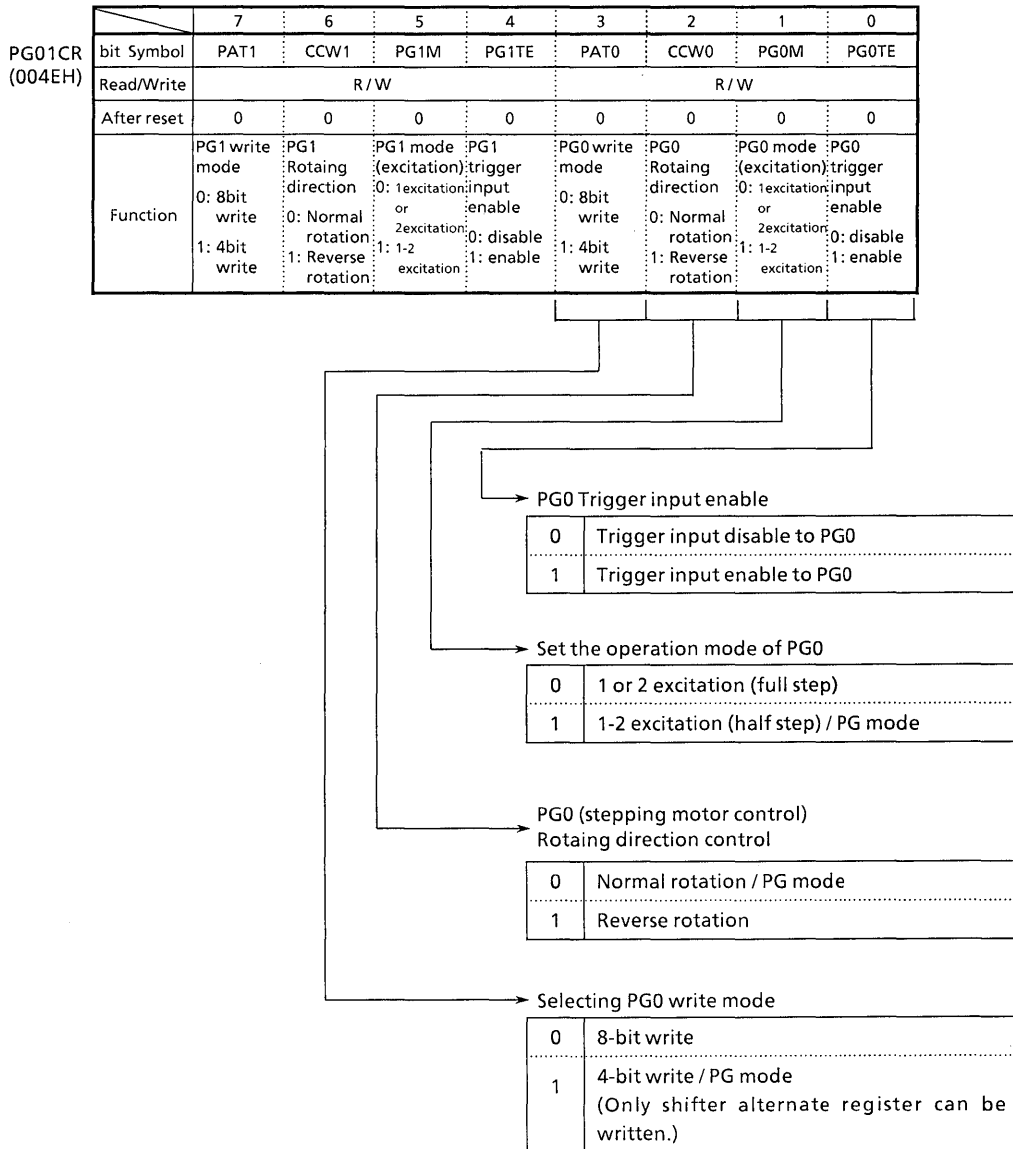 7 6 5 4 3 2 1 0
PG01CR
(004EH)
bit Symbol PAT1 CCW1 PG1M PG1TE PAT0 CCW0 PG0M PG0TE
Read/Write R / W R / W
After reset 0 0 0 0 0 0 0 0
Function
PG1 write
mode
0: 8bit
write
1: 4bit
write
PG1
Rotaing
direction
0: Normal
rotation
1: Reverse
rotation
PG1 mode
(excitation)
0: 1excitation
or
2excitation
1: 1-2
excitation
PG1
trigger
input
enable
0: disable
1: enable
PG0 write
mode
0: 8bit
write
1: 4bit
write
PG0
Rotaing
direction
0: Normal
rotation
1: Reverse
rotation
PG0 mode
(excitation)
0: 1excitation
or
2excitation
1: 1-2
excitation
PG0
trigger
input
enable
0: disable
1: enable
PG0 Trigger input enable
0 Trigger input disable to PG0
1 Trigger input enable to PG0
Set the operation mode of PG0
0 1 or 2 excitation (full step)
1 1-2 excitation (half step) / PG mode
PG0 (stepping motor control)
Rotaing direction control
0 Normal rotation / PG mode
1 Reverse rotation
Selecting PG0 write mode
0 8-bit write
1 4-bit write / PG mode
(Only shifter alternate register can be
written.)